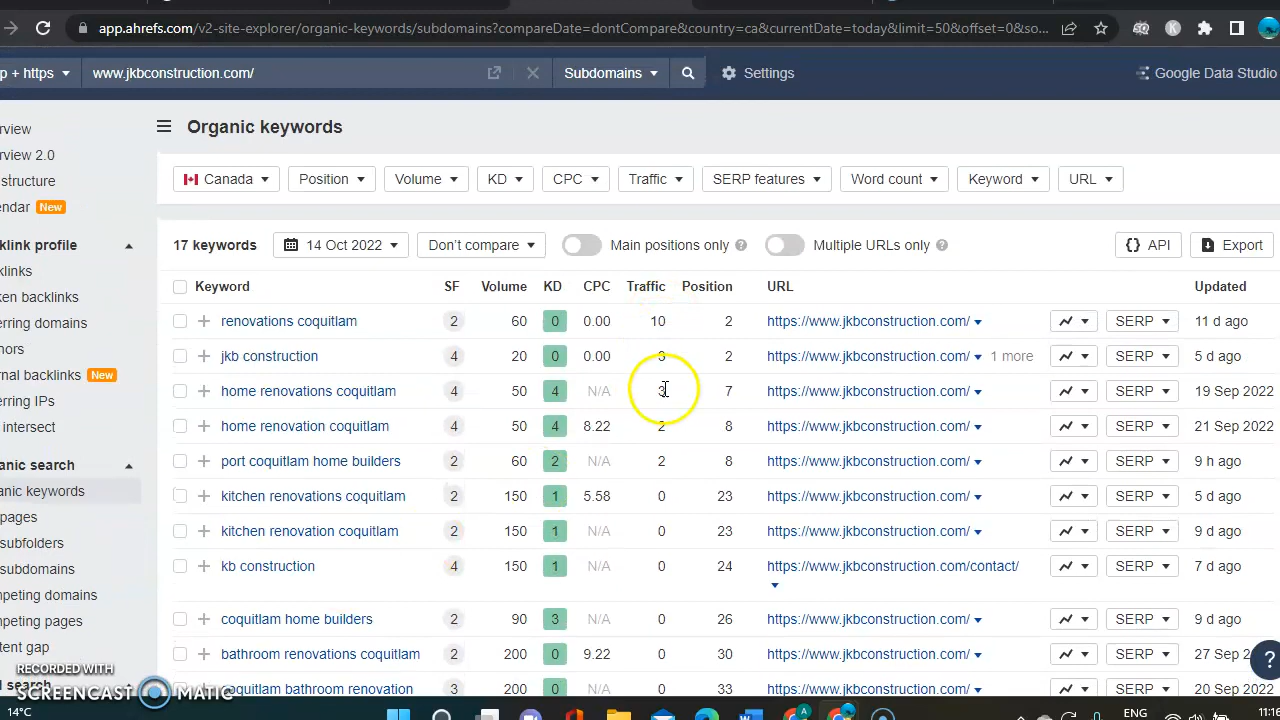 app.ahrefs.com/v2-site-explorer/organic-keywords/subdomains?compareDate=dontCompare&country=ca&currentDate=today&limit=50&offset=0&so...
p + https www.jkbconstruction.com/ Subdomains Settings Google Data Studio
Organic keywords
rview
rview 2.0
structure
endar New
klink profile
klinks
ken backlinks
erring domains
hors
rnal backlinks New
erring IPs
intersect
anic search
anic keywords
pages
subfolders
subdomains
npeting domains
npeting pages
tent gap
d search
Canada Position Volume KD CPC Traffic SERP features Word count Keyword URL
17 keywords 14 Oct 2022 Don't compare Main positions only Multiple URLs only API Export
Keyword SF Volume KD CPC Traffic Position URL Updated
renovations coquitlam 2 60 0 0.00 10 2 https://www.jkbconstruction.com/ SERP 11 d ago
jkb construction 4 20 0 0.00 2 https://www.jkbconstruction.com/ 1 more SERP 5 d ago
home renovations coquitlam 4 50 4 N/A 3 7 https://www.jkbconstruction.com/ SERP 19 Sep 2022
home renovation coquitlam 4 50 4 8.22 2 8 https://www.jkbconstruction.com/ SERP 21 Sep 2022
port coquitlam home builders 2 60 2 N/A 2 8 https://www.jkbconstruction.com/ SERP 9 h ago
kitchen renovations coquitlam 2 150 1 5.58 0 23 https://www.jkbconstruction.com/ SERP 5 d ago
kitchen renovation coquitlam 2 150 1 N/A 0 23 https://www.jkbconstruction.com/ SERP 9 d ago
kb construction 4 150 1 N/A 0 24 https://www.jkbconstruction.com/contact/ SERP 7 d ago
coquitlam home builders 2 90 3 N/A 0 26 https://www.jkbconstruction.com/ SERP 9 d ago
bathroom renovations coquitlam 2 200 0 9.22 0 30 https://www.jkbconstruction.com/ SERP 27 Sep 2
coquitlam bathroom renovation 3 200 0 N/A 0 33 https://www.jkbconstruction.com/ SERP 20 Sep 2022
RECORDED WITH
SCREENCAST MATIC
14°C
ENG
11:16